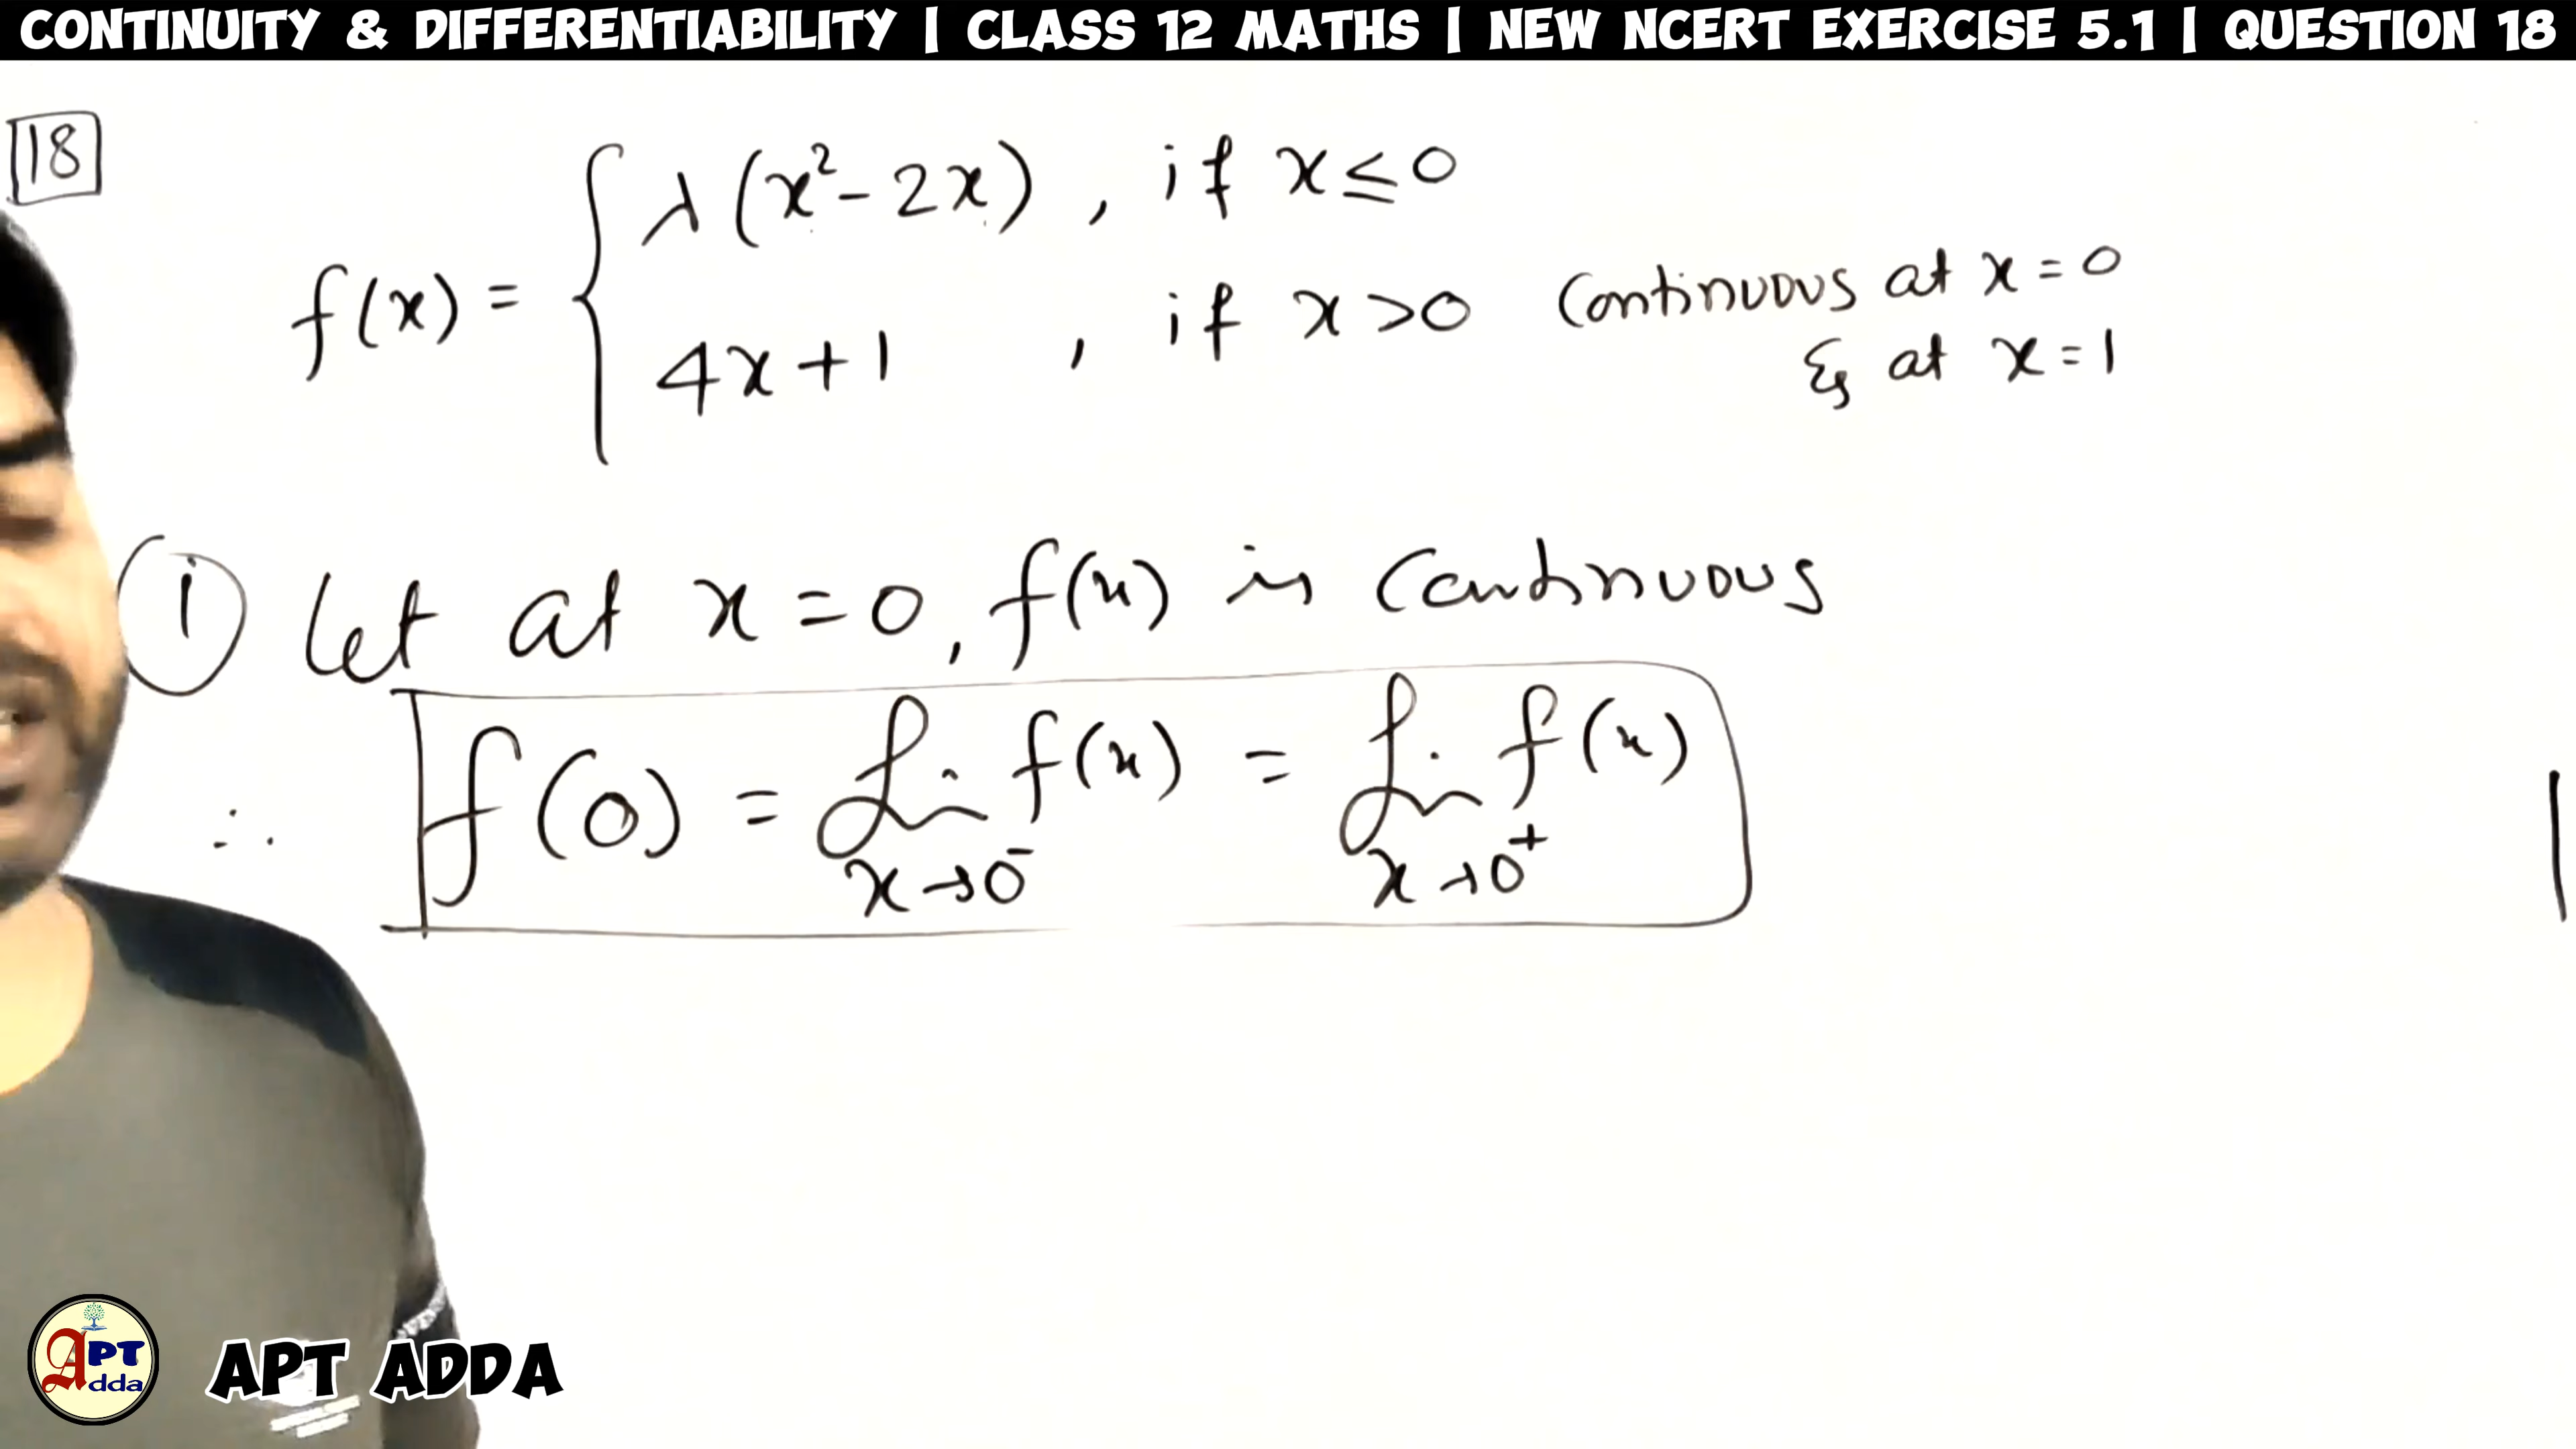 CONTINUITY & DIFFERENTIABILITY | CLASS 12 MATHS | NEW NCERT EXERCISE 5.1 | QUESTION 18
18
f(x) = { λ(x²-2x) , if x ≤ 0
4x+1 , if x > 0 Continuous at x = 0
& at x = 1
① Let at x = 0, f(x) is Continuous
∴ f(0) = Lim f(x) = Lim f(x)
x→0⁻ x→0⁺
APT
Adda
APT ADDA